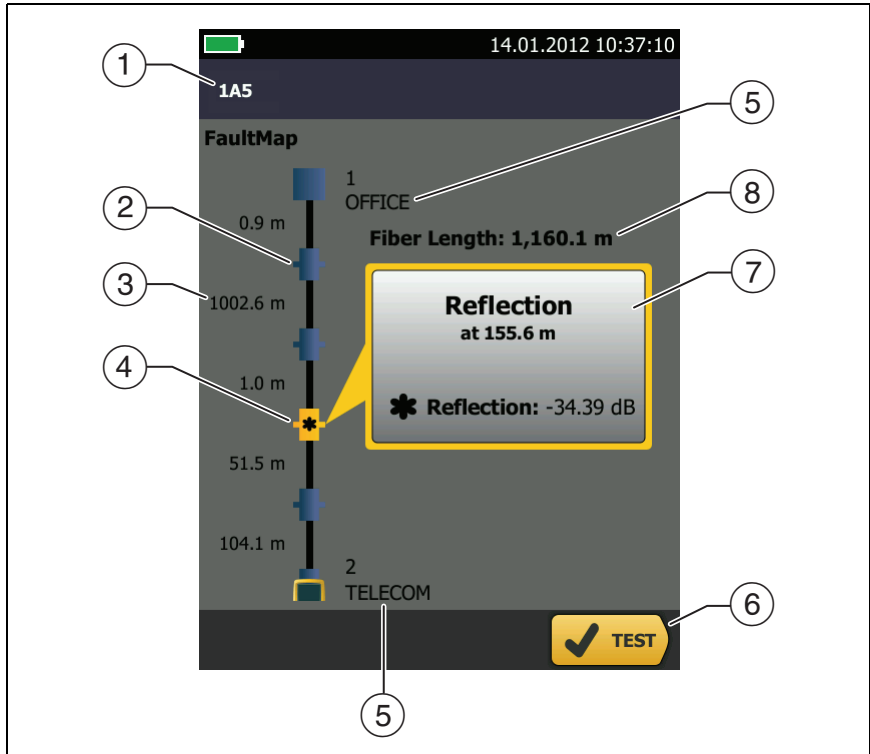 14.01.2012 10:37:10
1
1A5
5
FaultMap
1
OFFICE
8
2
0.9 m
Fiber Length: 1,160.1 m
7
3
1002.6 m
Reflection
at 155.6 m
4
1.0 m
✱ Reflection: -34.39 dB
✱
51.5 m
104.1 m
2
TELECOM
6
TEST
5